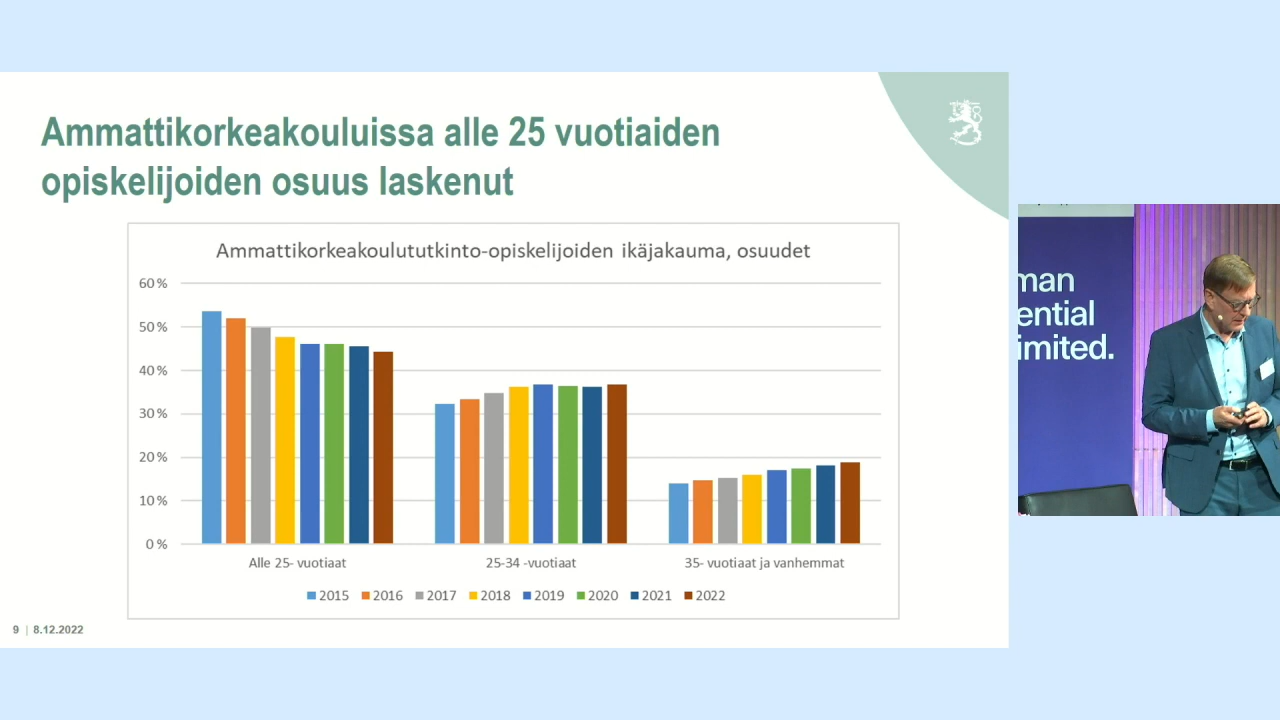 Ammattikorkeakouluissa alle 25 vuotiaiden
opiskelijoiden osuus laskenut
Ammattikorkeakoulututkinto-opiskelijoiden ikäjakauma, osuudet
60 %
50 %
40 %
30 %
20 %
10 %
0 %
Alle 25- vuotiaat
25-34 -vuotiaat
35- vuotiaat ja vanhemmat
2015 2016 2017 2018 2019 2020 2021 2022
9 | 8.12.2022
man
ential
imited.